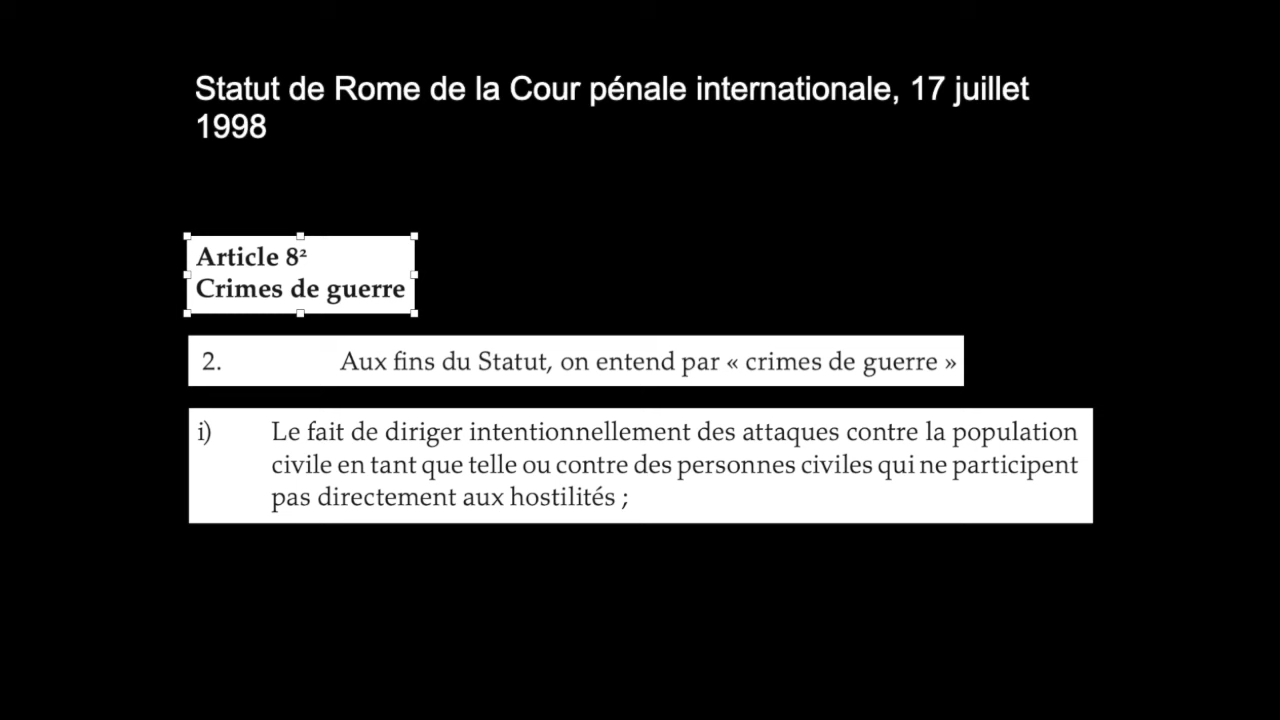 Statut de Rome de la Cour pénale internationale, 17 juillet
1998
Article 8²
Crimes de guerre
2. Aux fins du Statut, on entend par « crimes de guerre »
i) Le fait de diriger intentionnellement des attaques contre la population
civile en tant que telle ou contre des personnes civiles qui ne participent
pas directement aux hostilités ;